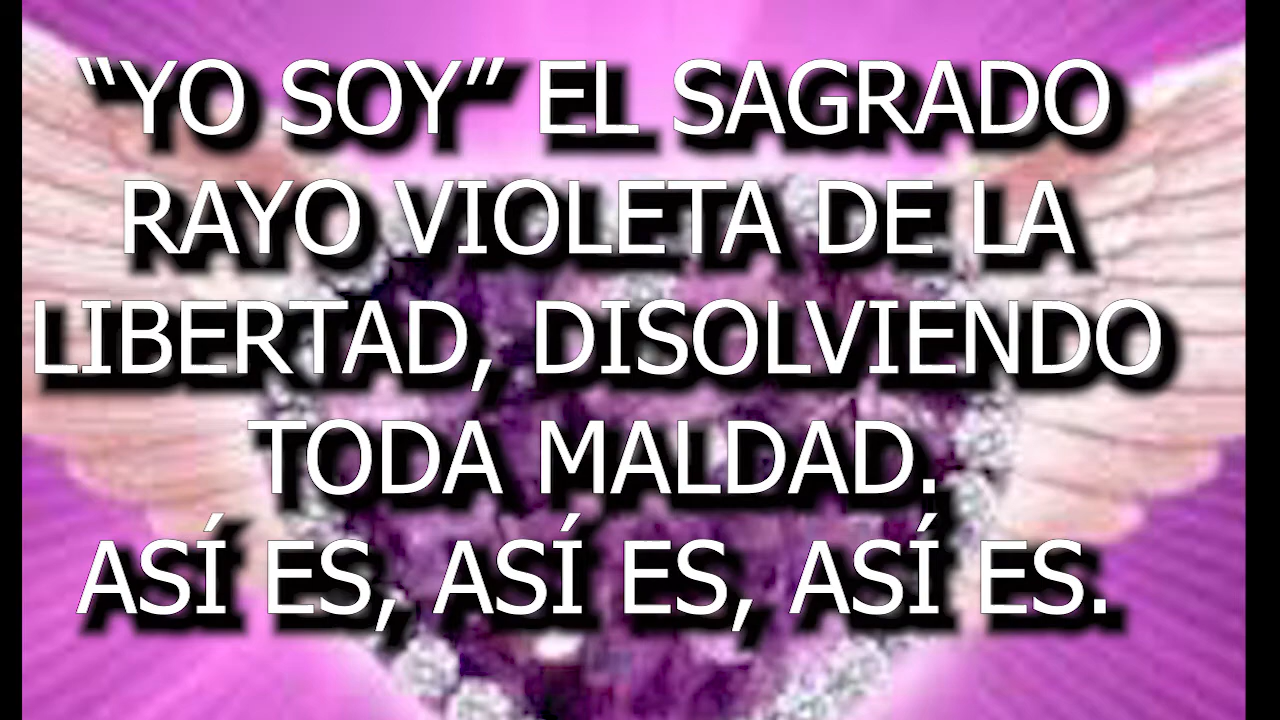 “YO SOY” EL SAGRADO
RAYO VIOLETA DE LA
LIBERTAD, DISOLVIENDO
TODA MALDAD.
ASÍ ES, ASÍ ES, ASÍ ES.